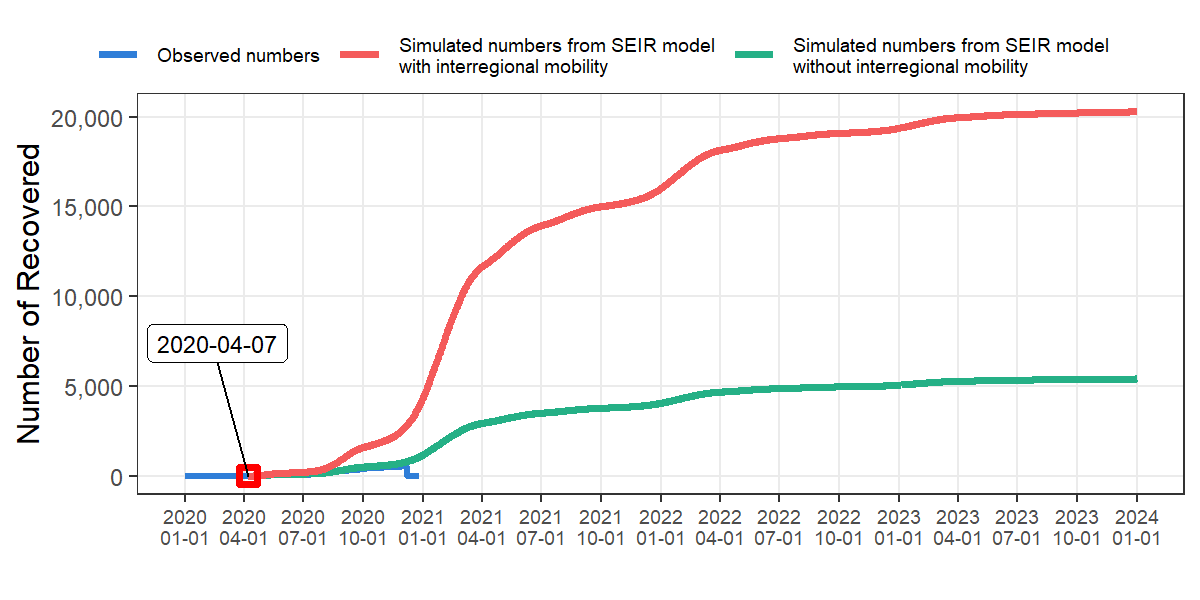 Observed numbers
Simulated numbers from SEIR model
with interregional mobility
Simulated numbers from SEIR model
without interregional mobility
Number of Recovered
20,000
15,000
10,000
5,000
0
2020-04-07
2020 2020 2020 2020 2021 2021 2021 2021 2022 2022 2022 2022 2023 2023 2023 2023 2024
01-01 04-01 07-01 10-01 01-01 04-01 07-01 10-01 01-01 04-01 07-01 10-01 01-01 04-01 07-01 10-01 01-01